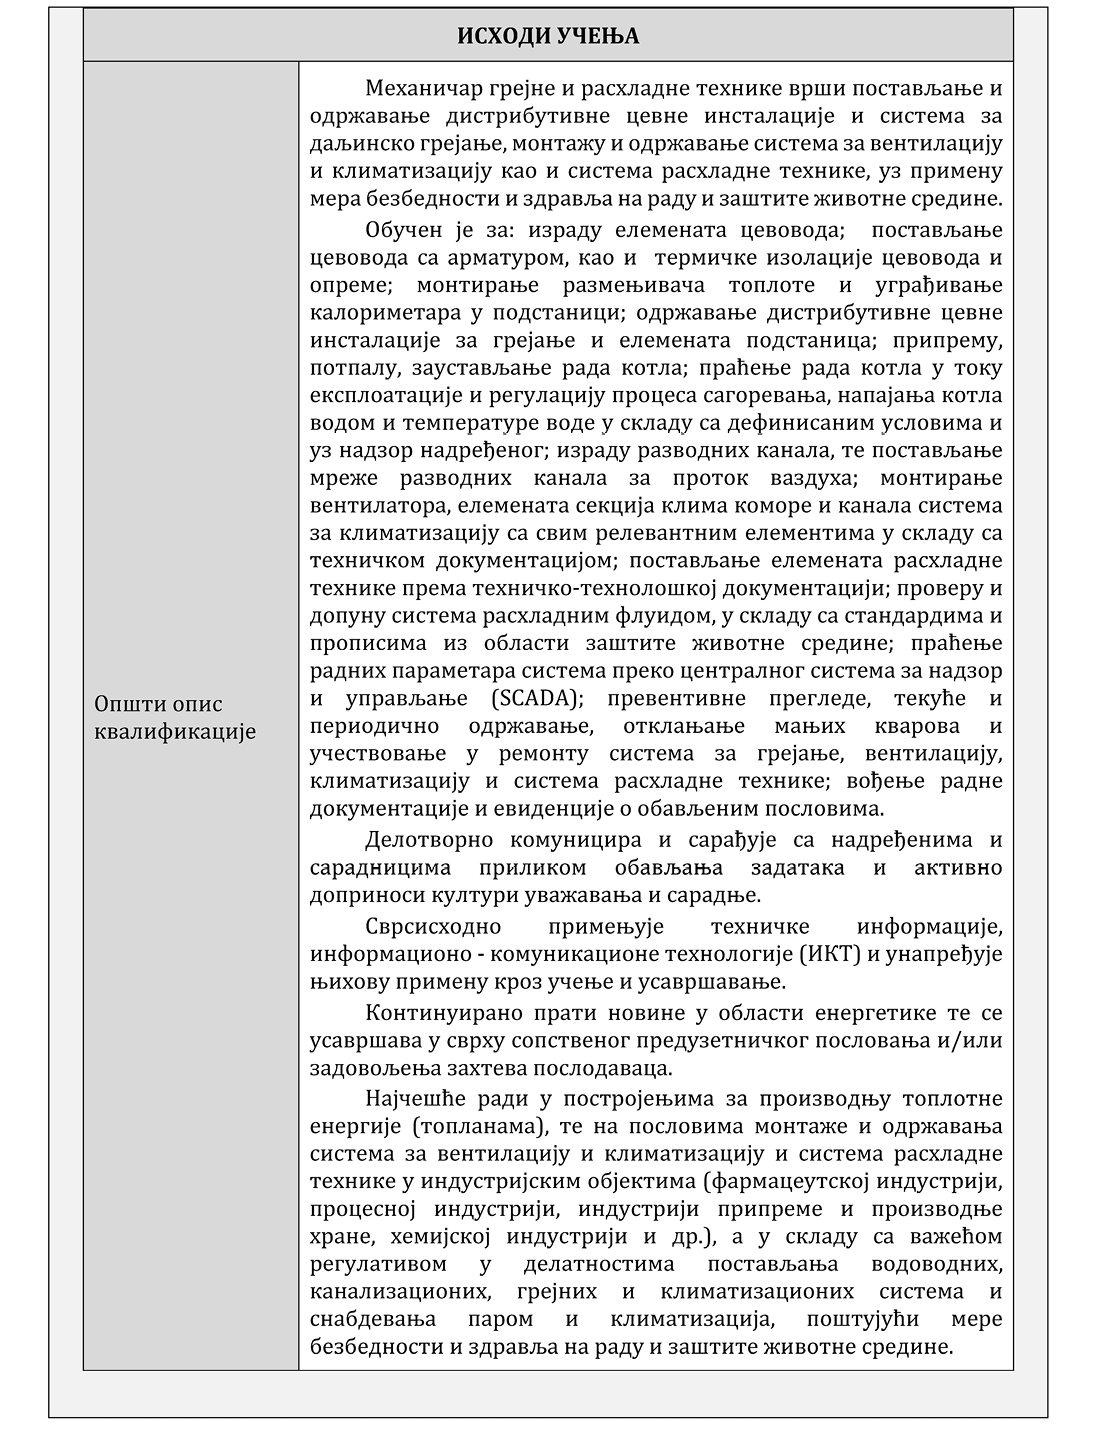 ИСХОДИ УЧЕЊА
Општи опис
квалификације
Механичар грејне и расхладне технике врши постављање и
одржавање дистрибутивне цевне инсталације и система за
даљинско грејање, монтажу и одржавање система за вентилацију
и климатизацију као и система расхладне технике, уз примену
мера безбедности и здравља на раду и заштите животне средине.
Обучен је за: израду елемената цевовода; постављање
цевовода са арматуром, као и термичке изолације цевовода и
опреме; монтирање размењивача топлоте и уграђивање
калориметара у подстаници; одржавање дистрибутивне цевне
инсталације за грејање и елемената подстаница; припрему,
потпалу, заустављање рада котла; праћење рада котла у току
експлоатације и регулацију процеса сагоревања, напајања котла
водом и температуре воде у складу са дефинисаним условима и
уз надзор надређеног; израду разводних канала, те постављање
мреже разводних канала за проток ваздуха; монтирање
вентилатора, елемената секција клима коморе и канала система
за климатизацију са свим релевантним елементима у складу са
техничком документацијом; постављање елемената расхладне
технике према техничко-технолошкој документацији; проверу и
допуну система расхладним флуидом, у складу са стандардима и
прописима из области заштите животне средине; праћење
радних параметара система преко централног система за надзор
и управљање (SCADA); превентивне прегледе, текуће и
периодично одржавање, отклањање мањих кварова и
учествовање у ремонту система за грејање, вентилацију,
климатизацију и система расхладне технике; вођење радне
документације и евиденције о обављеним пословима.
Делотворно комуницира и сарађује са надређенима и
сарадницима приликом обављања задатака и активно
доприноси култури уважавања и сарадње.
Сврсисходно примењује техничке информације,
информационо - комуникационе технологије (ИКТ) и унапређује
њихову примену кроз учење и усавршавање.
Континуирано прати новине у области енергетике те се
усавршава у сврху сопственог предузетничког пословања и/или
задовољења захтева послодаваца.
Најчешће ради у постројењима за производњу топлотне
енергије (топланама), те на пословима монтаже и одржавања
система за вентилацију и климатизацију и система расхладне
технике у индустријским објектима (фармацеутској индустрији,
процесној индустрији, индустрији припреме и производње
хране, хемијској индустрији и др.), а у складу са важећом
регулативом у делатностима постављања водоводних,
канализационих, грејних и климатизационих система и
снабдевања паром и климатизација, поштујући мере
безбедности и здравља на раду и заштите животне средине.